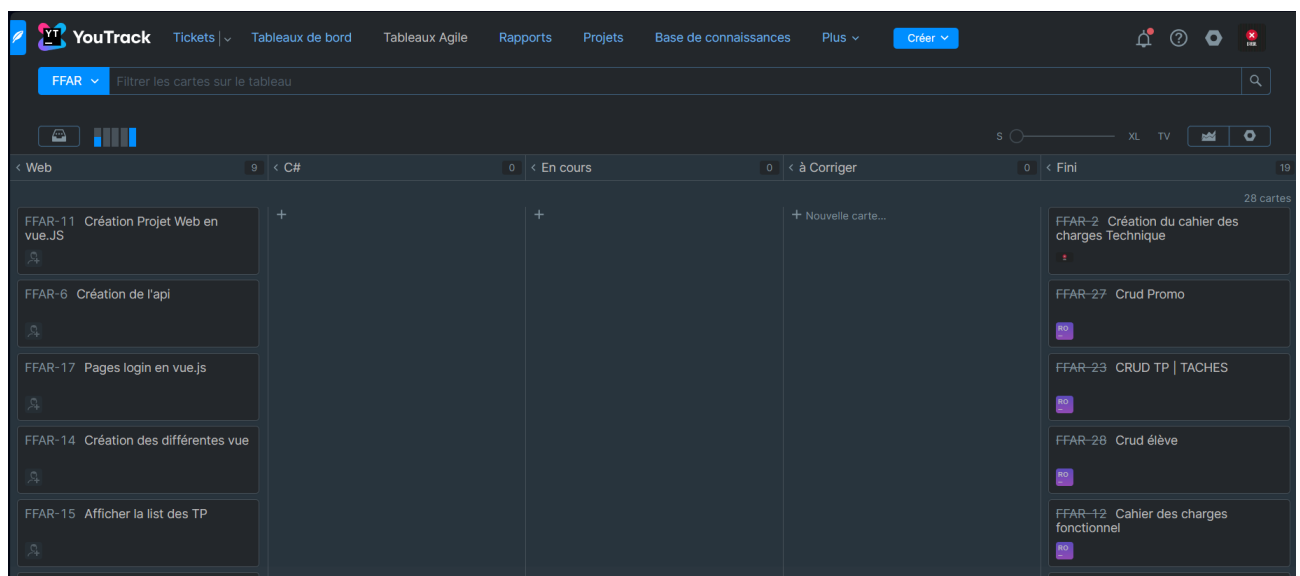 YT YouTrack Tickets Tableaux de bord Tableaux Agile Rapports Projets Base de connaissances Plus Créer
FFAR Filtrer les cartes sur le tableau
S XL TV
Web 9 C# 0 En cours 0 à Corriger 0 Fini 19
28 cartes
+ + + Nouvelle carte...
FFAR-11 Création Projet Web en
vue.JS
FFAR-6 Création de l'api
FFAR-17 Pages login en vue.js
FFAR-14 Création des différentes vue
FFAR-15 Afficher la list des TP
FFAR-2 Création du cahier des
charges Technique
FFAR-27 Crud Promo
RO
FFAR-23 CRUD TP | TACHES
RO
FFAR-28 Crud élève
RO
FFAR-12 Cahier des charges
fonctionnel
RO